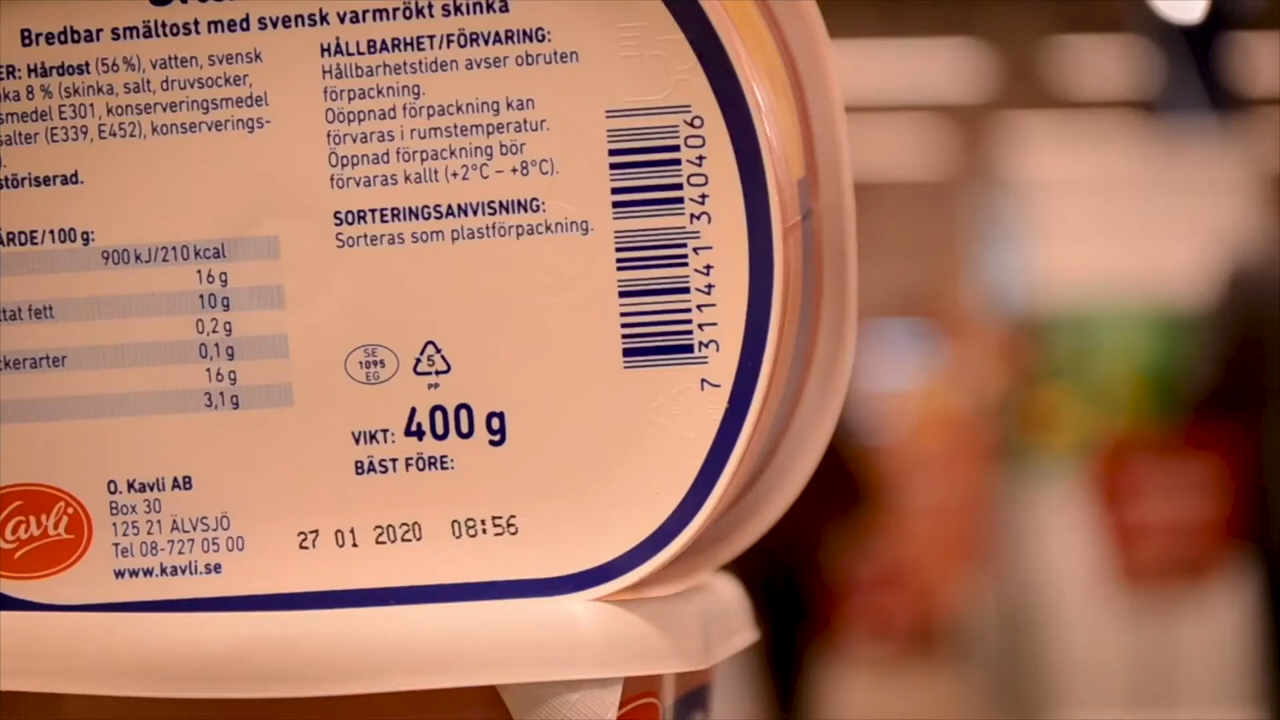 Bredbar smältost med svensk varmrökt skinka
ER: Hårdost (56%), vatten, svensk
ka 8 % (skinka, salt, druvsocker,
smedel E301, konserveringsmedel
salter (E339, E452), konserverings-
).
störiserad.
ÄRDE/100 g:
900 kJ/210 kcal
16 g
ttat fett 10 g
0,2 g
ckerarter 0,1 g
16 g
3,1 g
HÅLLBARHET/FÖRVARING:
Hållbarhetstiden avser obruten
förpackning.
Oöppnad förpackning kan
förvaras i rumstemperatur.
Öppnad förpackning bör
förvaras kallt (+2°C – +8°C).
SORTERINGSANVISNING:
Sorteras som plastförpackning.
SE
1095
EG
5
PP
VIKT: 400 g
BÄST FÖRE:
27 01 2020 08:56
Kavli
O. Kavli AB
Box 30
125 21 ÄLVSJÖ
Tel 08-727 05 00
www.kavli.se
7 311441 340406